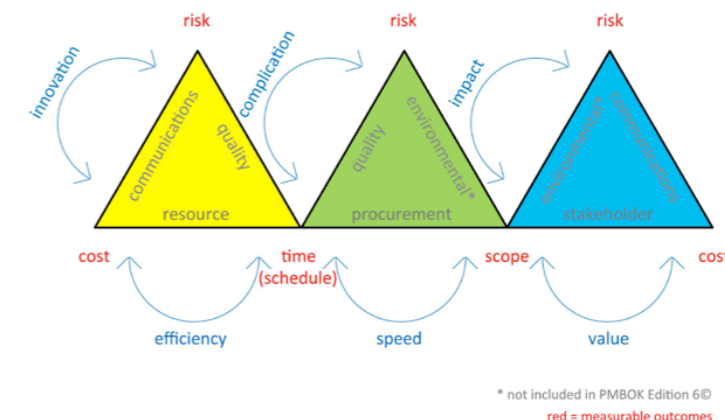 risk
risk
risk
innovation
complication
impact
communications
quality
resource
quality
environmental*
procurement
environmental*
communications
stakeholder
cost
time
(schedule)
scope
cost
efficiency
speed
value
* not included in PMBOK Edition 6©
red = measurable outcomes